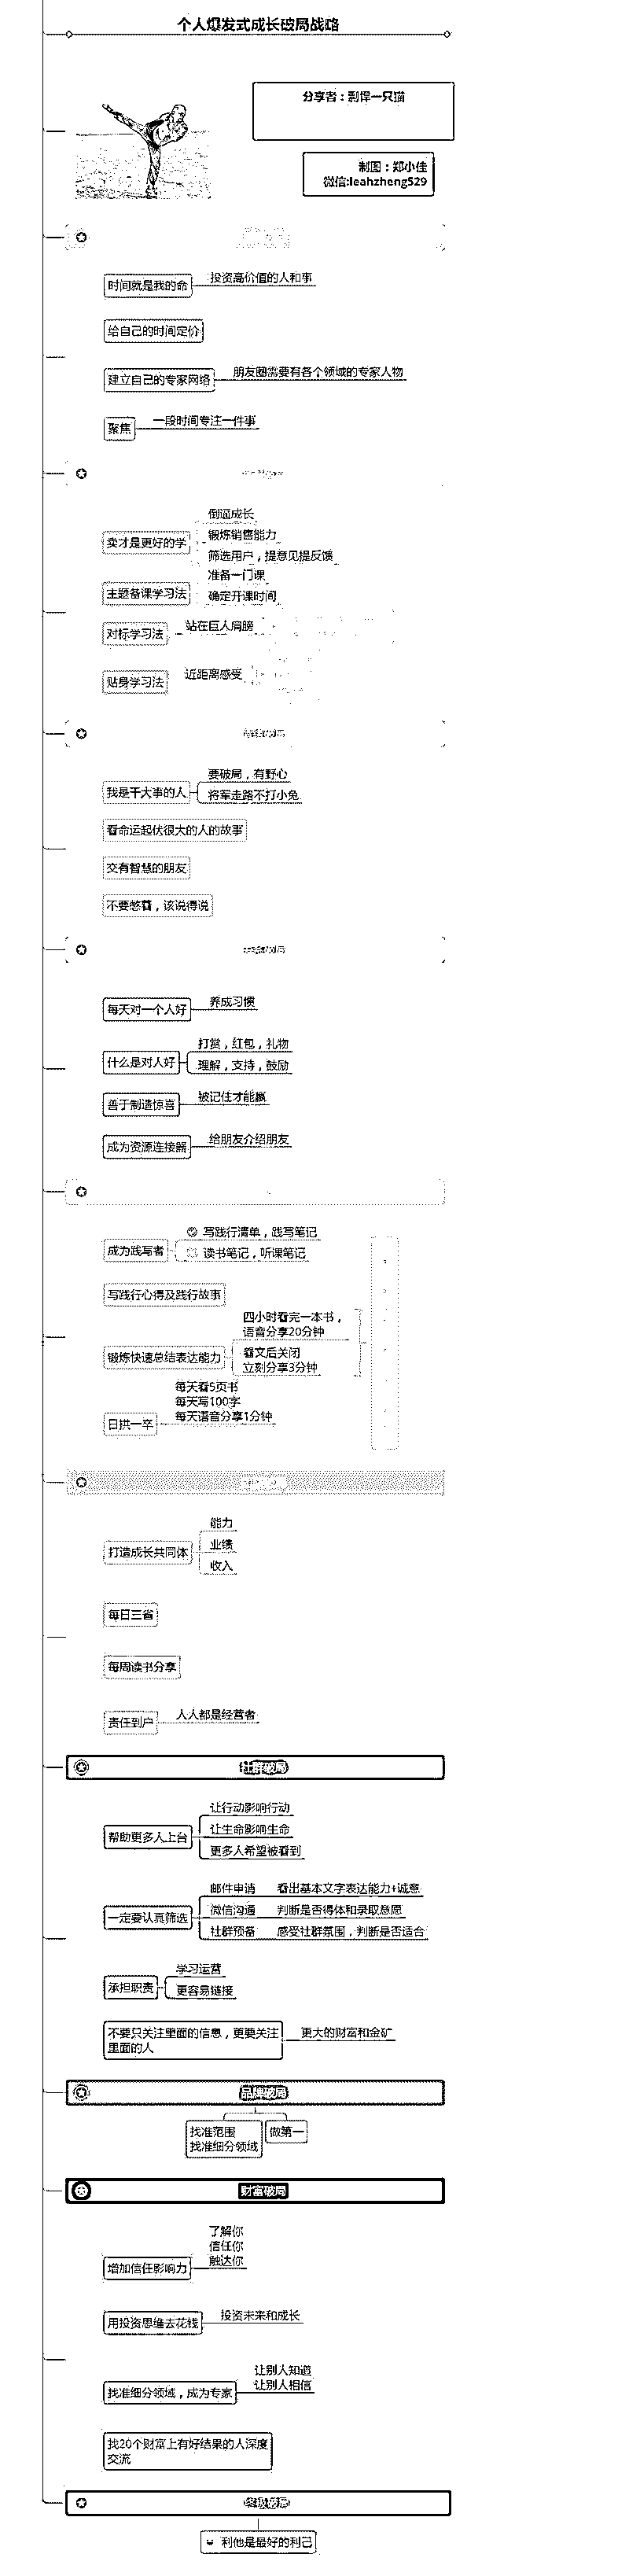 个人爆发式成长破局战略
分享者：剽悍一只猫
制图：郑小佳
微信:leahzheng529
时间就是我的命
投资高价值的人和事
给自己的时间定价
建立自己的专家网络
朋友圈需要有各个领域的专家人物
聚焦
一段时间专注一件事
卖才是更好的学
倒逼成长
锻炼销售能力
筛选用户，提意见提反馈
主题备课学习法
准备一门课
确定开课时间
对标学习法
站在巨人肩膀
贴身学习法
近距离感受
我是干大事的人
要破局，有野心
将军走路不打小兔
看命运起伏很大的人的故事
交有智慧的朋友
不要憋着，该说得说
每天对一个人好
养成习惯
什么是对人好
打赏，红包，礼物
理解，支持，鼓励
善于制造惊喜
被记住才能赢
成为资源连接器
给朋友介绍朋友
成为践写者
写践行清单，践写笔记
读书笔记，听课笔记
写践行心得及践行故事
锻炼快速总结表达能力
四小时看完一本书，
语音分享20分钟
看文后关闭
立刻分享3分钟
日拱一卒
每天看5页书
每天写100字
每天语音分享1分钟
打造成长共同体
能力
业绩
收入
每日三省
每周读书分享
责任到户
人人都是经营者
社群破局
帮助更多人上台
让行动影响行动
让生命影响生命
更多人希望被看到
一定要认真筛选
邮件申请 看出基本文字表达能力+诚意
微信沟通 判断是否得体和录取意愿
社群预备 感受社群氛围，判断是否适合
承担职责
学习运营
更容易链接
不要只关注里面的信息，更要关注
里面的人
更大的财富和金矿
品牌破局
找准范围
找准细分领域
做第一
财富破局
增加信任影响力
了解你
信任你
触达你
用投资思维去花钱
投资未来和成长
找准细分领域，成为专家
让别人知道
让别人相信
找20个财富上有好结果的人深度
交流
终极破局
利他是最好的利己